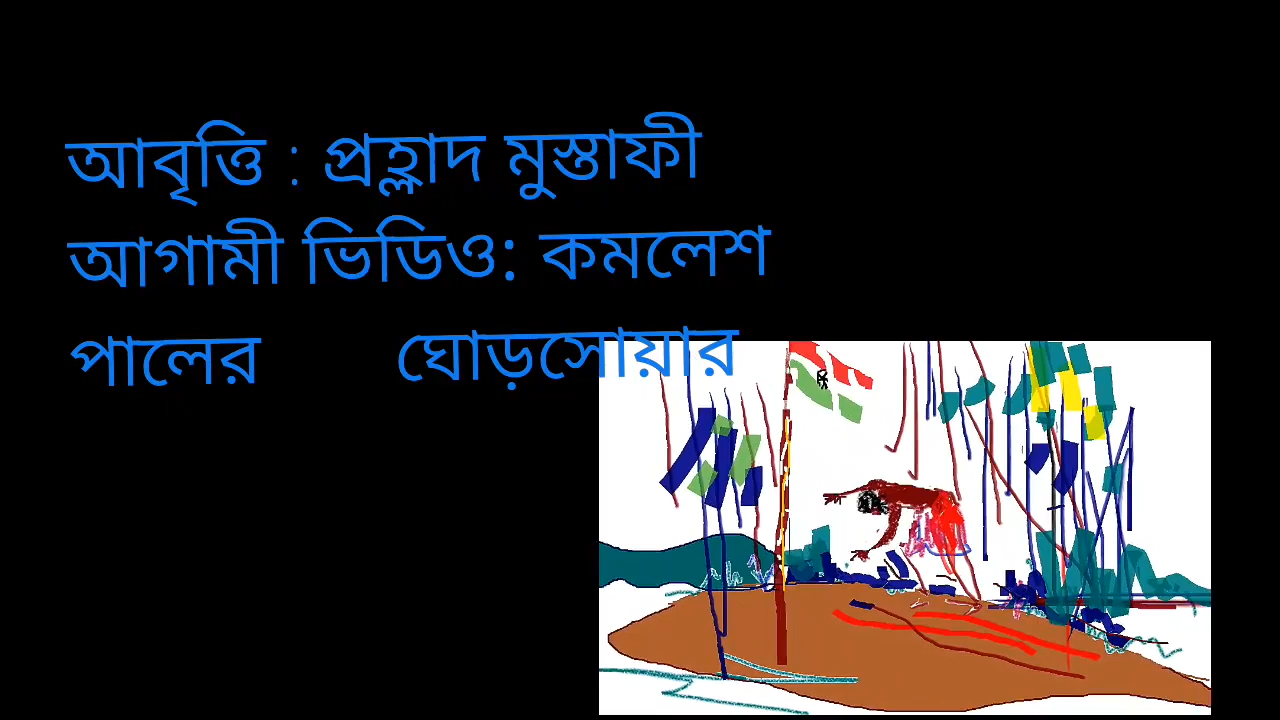 আবৃত্তি : প্রহ্লাদ মুস্তাফী
আগামী ভিডিও: কমলেশ
পালের ঘোড়সোয়ার